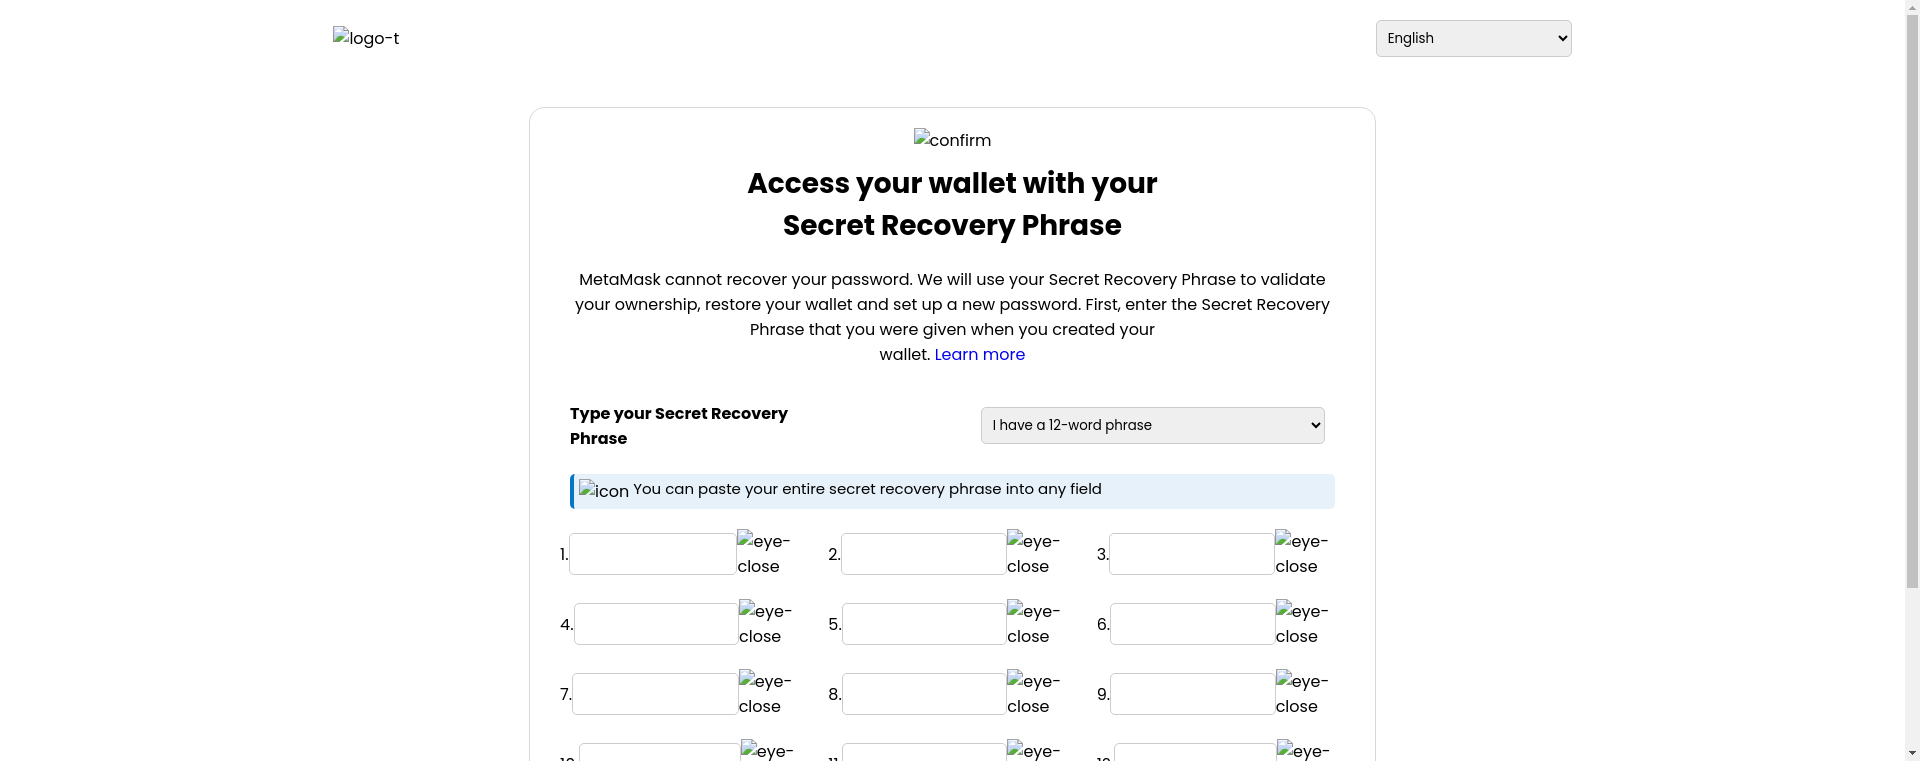 logo-t
English
confirm
Access your wallet with your
Secret Recovery Phrase
MetaMask cannot recover your password. We will use your Secret Recovery Phrase to validate
your ownership, restore your wallet and set up a new password. First, enter the Secret Recovery
Phrase that you were given when you created your
wallet. Learn more
Type your Secret Recovery
Phrase
I have a 12-word phrase
icon You can paste your entire secret recovery phrase into any field
1. eye-close 2. eye-close 3. eye-close
4. eye-close 5. eye-close 6. eye-close
7. eye-close 8. eye-close 9. eye-close
eye- eye- eye-